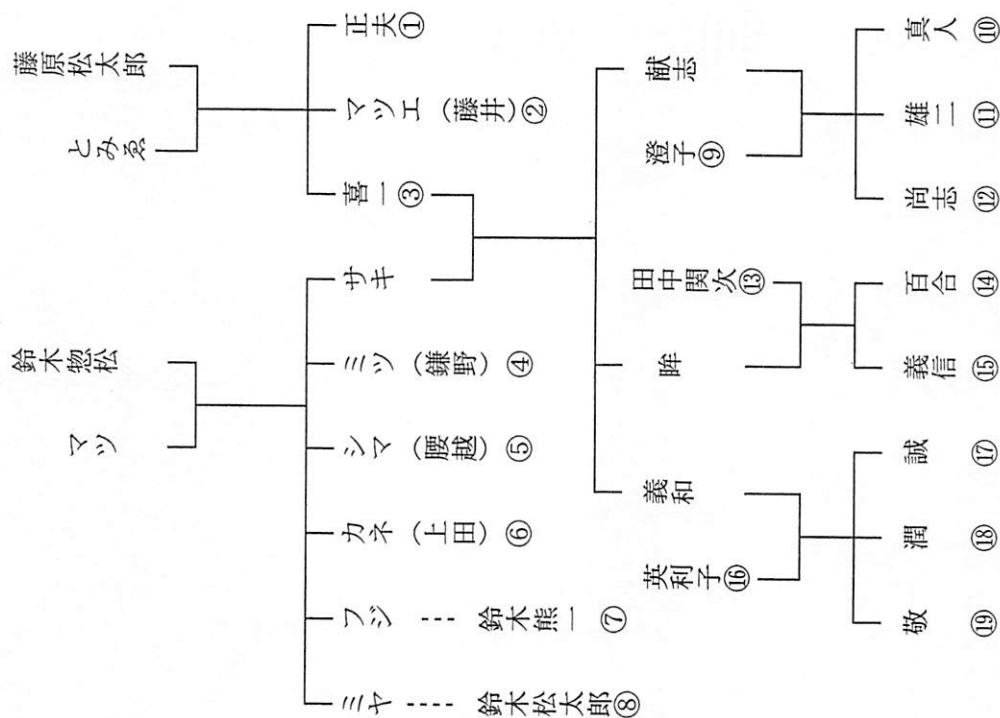 藤原松太郎
とみゑ
正夫①
マツエ（藤井）②
喜一③
鈴木惣松
マツ
サキ
ミツ（鎌野）④
シマ（腰越）⑤
カネ（上田）⑥
フジ ---- 鈴木熊一⑦
ミヤ ---- 鈴木松太郎⑧
献志
澄子⑨
真人⑩
雄二⑪
尚志⑫
田中関次⑬
眸
百合⑭
義信⑮
義和
英利子⑯
誠⑰
潤⑱
敬⑲